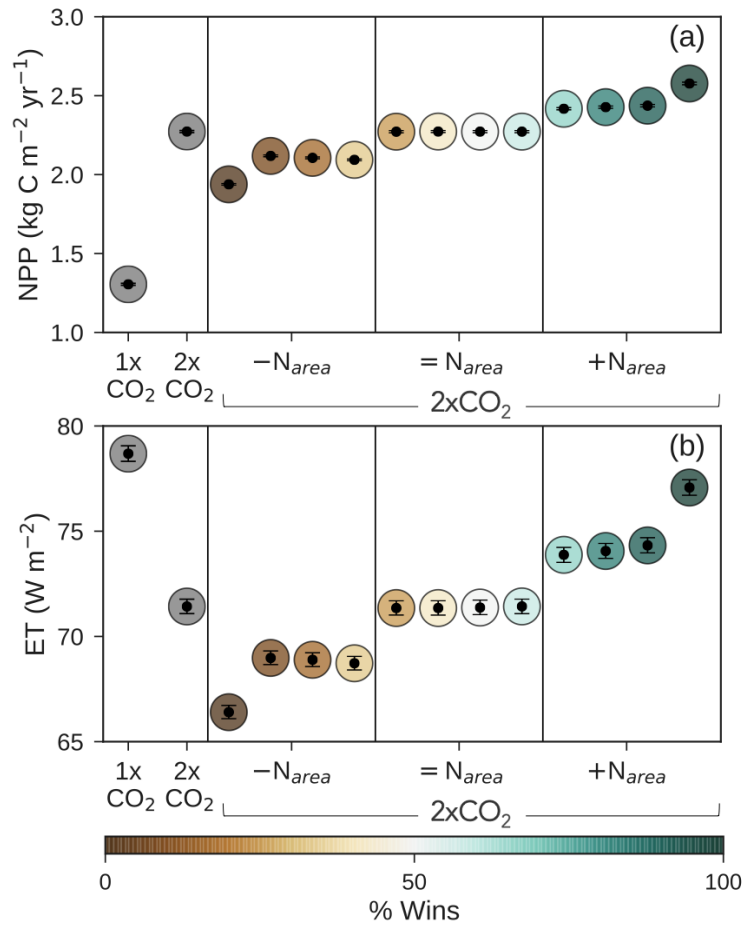 3.0
(a)
2.5
2.0
1.5
1.0
NPP (kg C m⁻² yr⁻¹)
1x
CO₂
2x
CO₂
−N_area
= N_area
+N_area
2xCO₂
80
(b)
75
70
65
ET (W m⁻²)
1x
CO₂
2x
CO₂
−N_area
= N_area
+N_area
2xCO₂
0
50
100
% Wins